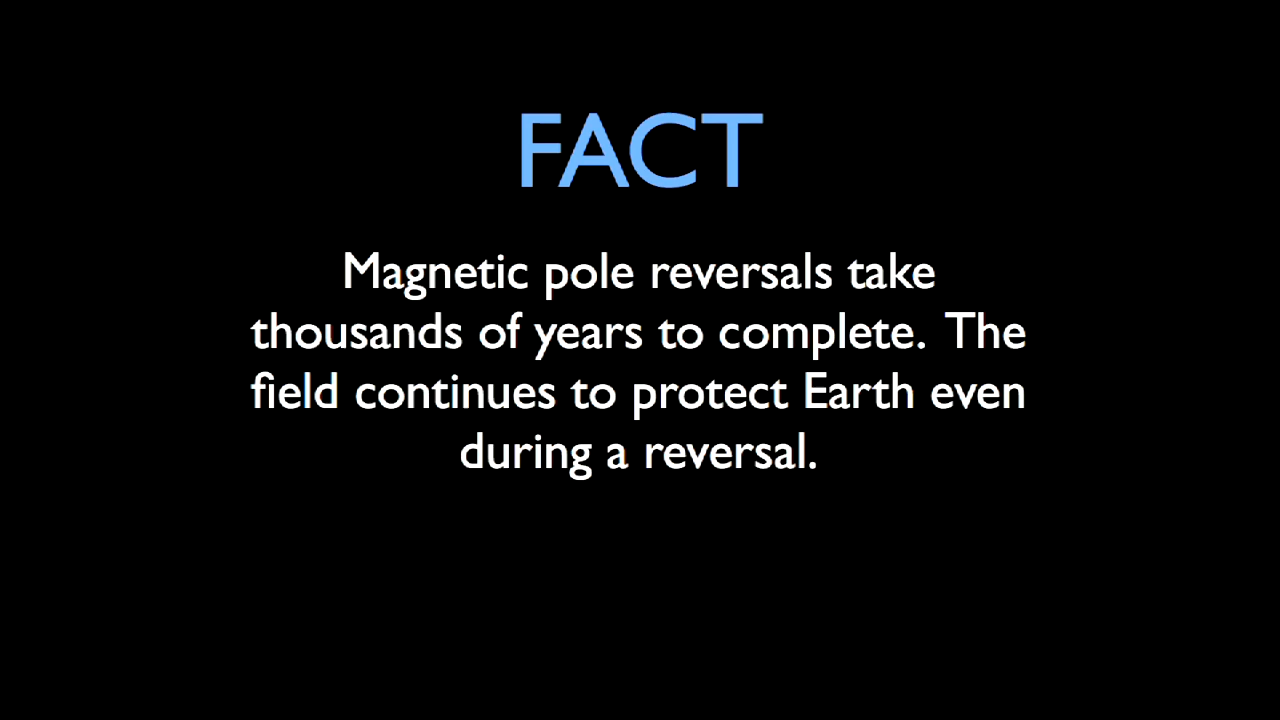 FACT
Magnetic pole reversals take
thousands of years to complete. The
field continues to protect Earth even
during a reversal.